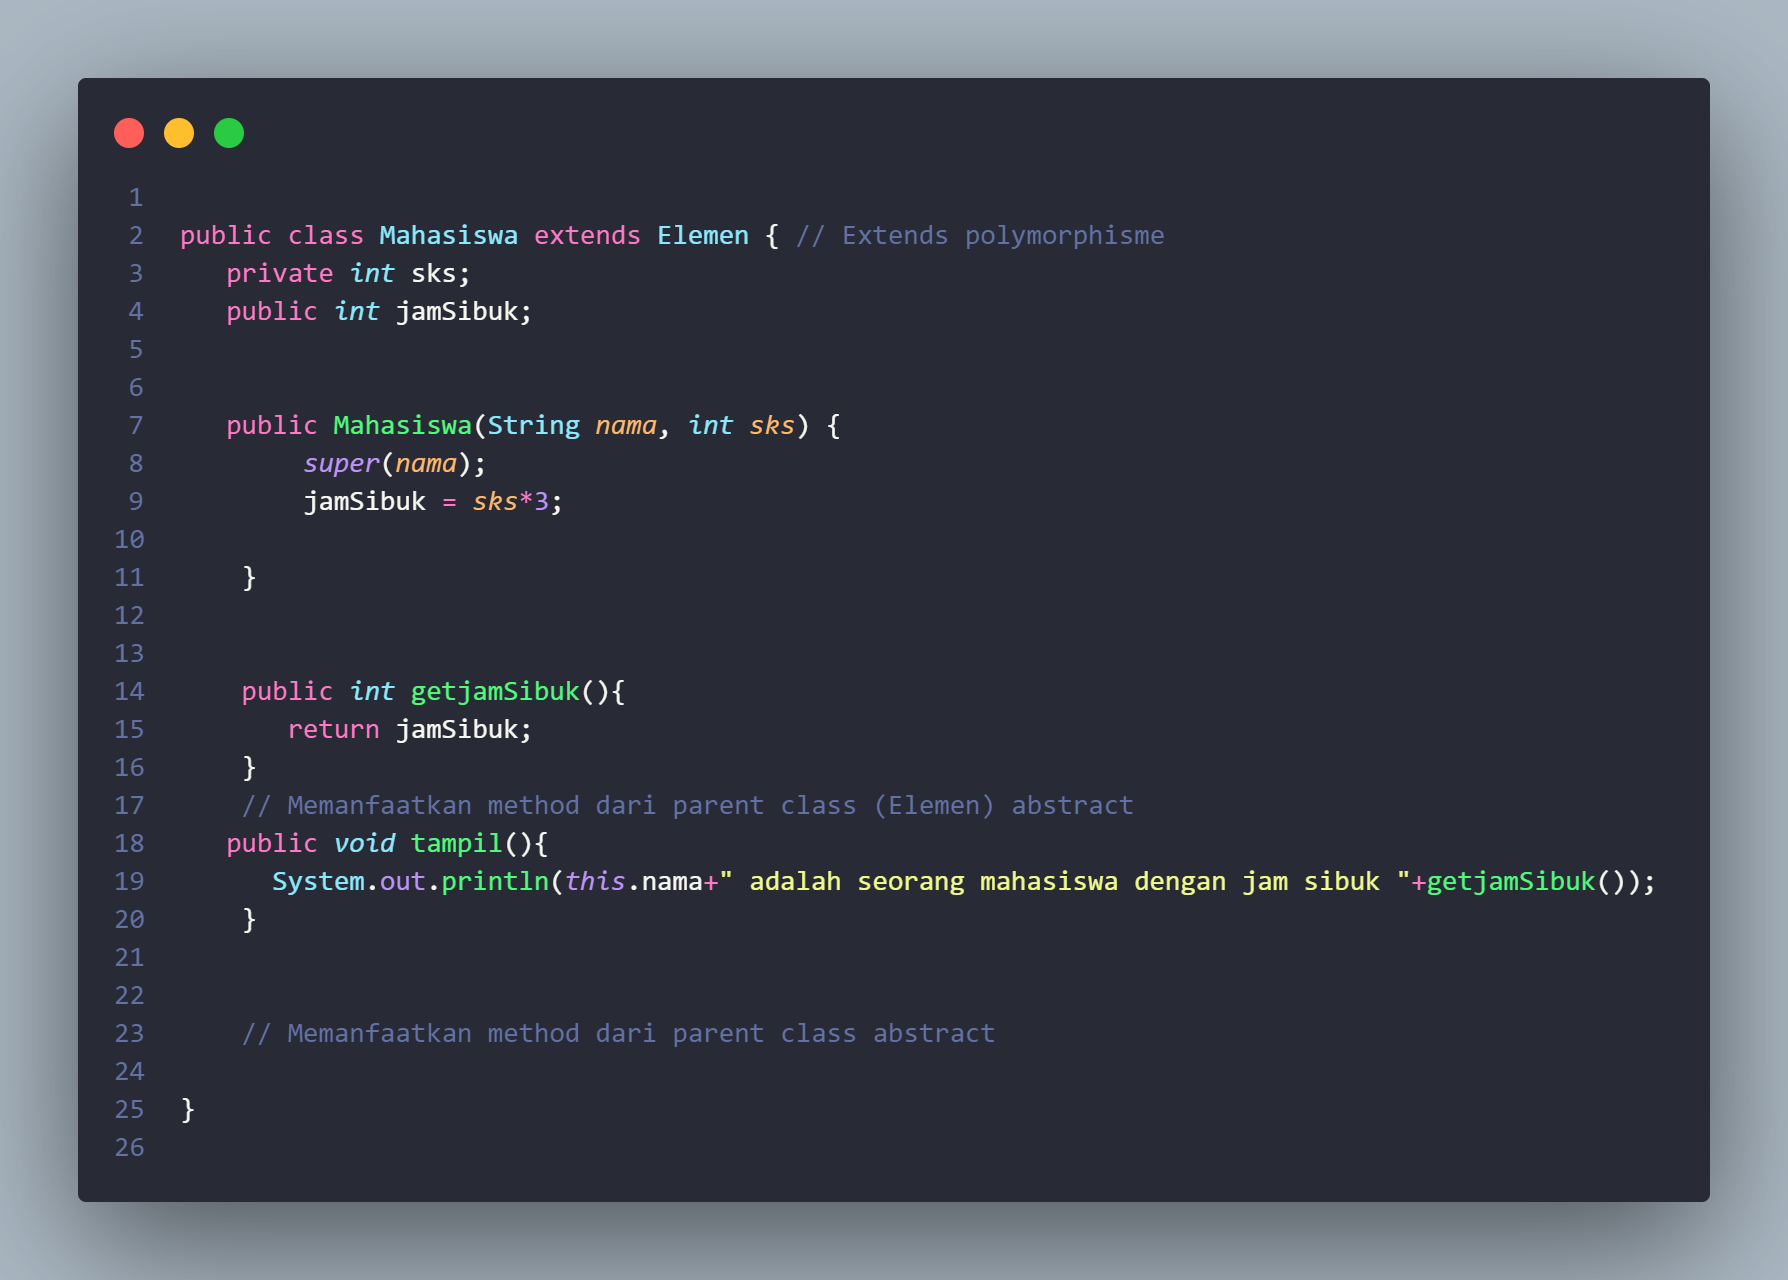 1
2 public class Mahasiswa extends Elemen { // Extends polymorphisme
3    private int sks;
4    public int jamSibuk;
5
6
7    public Mahasiswa(String nama, int sks) {
8         super(nama);
9         jamSibuk = sks*3;
10
11     }
12
13
14     public int getjamSibuk(){
15        return jamSibuk;
16     }
17     // Memanfaatkan method dari parent class (Elemen) abstract
18    public void tampil(){
19       System.out.println(this.nama+" adalah seorang mahasiswa dengan jam sibuk "+getjamSibuk());
20     }
21
22
23     // Memanfaatkan method dari parent class abstract
24
25 }
26